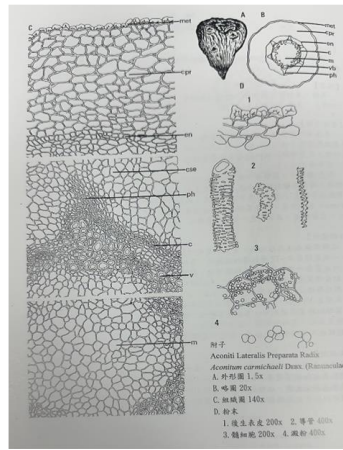 C
met
cpr
en
cse
ph
c
v
m
A
B
met
cpr
en
c
m
vb
ph
D
1
2
3
4
附子
Aconiti Lateralis Preparata Radix
Aconitum carmichaeli Debx. (Ranuncula
A. 外形圖 1.5x
B. 略圖 20x
C. 組織圖 140x
D. 粉末
1. 後生表皮 200x 2. 導管 400x
3. 髓細胞 200x 4. 澱粉 400x